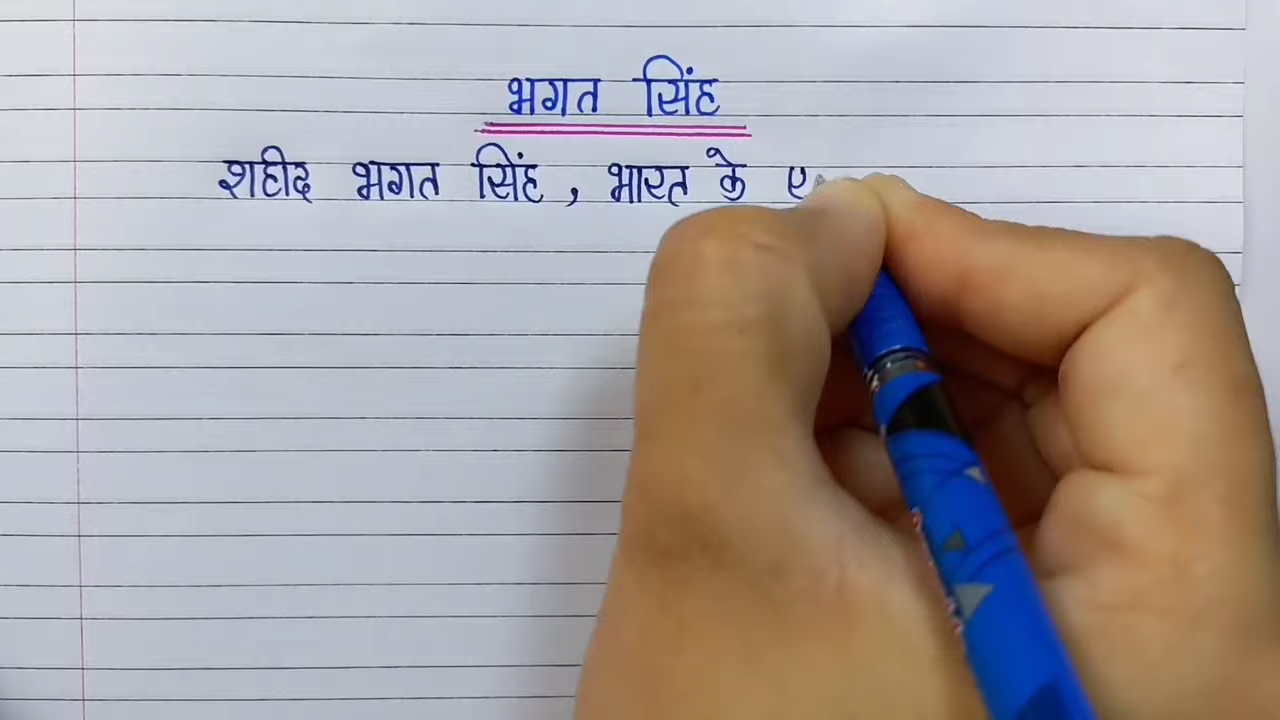 भगत सिंह
शहीद भगत सिंह, भारत के ए